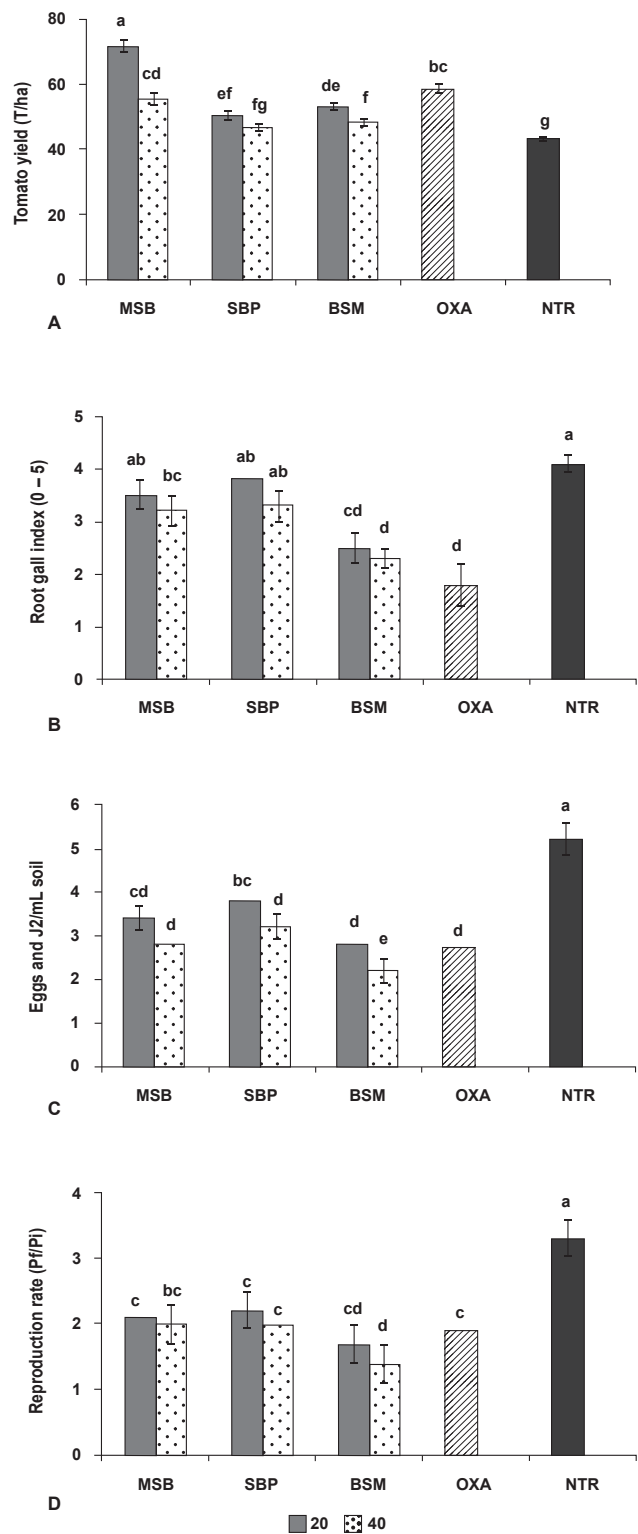 80
a
bc
cd
60
de
ef
fg
f
g
40
20
0
Tomato yield (T/ha)
MSB SBP BSM OXA NTR
A
5
a
ab
ab
ab
4
bc
cd
d
3
d
2
1
0
Root gall index (0 – 5)
MSB SBP BSM OXA NTR
B
6
a
5
bc
cd
d
4
d
d
d
3
e
2
1
0
Eggs and J2/mL soil
MSB SBP BSM OXA NTR
C
4
a
3
c
bc
c
c
cd
d
c
2
1
0
Reproduction rate (Pf/Pi)
MSB SBP BSM OXA NTR
D
20 40